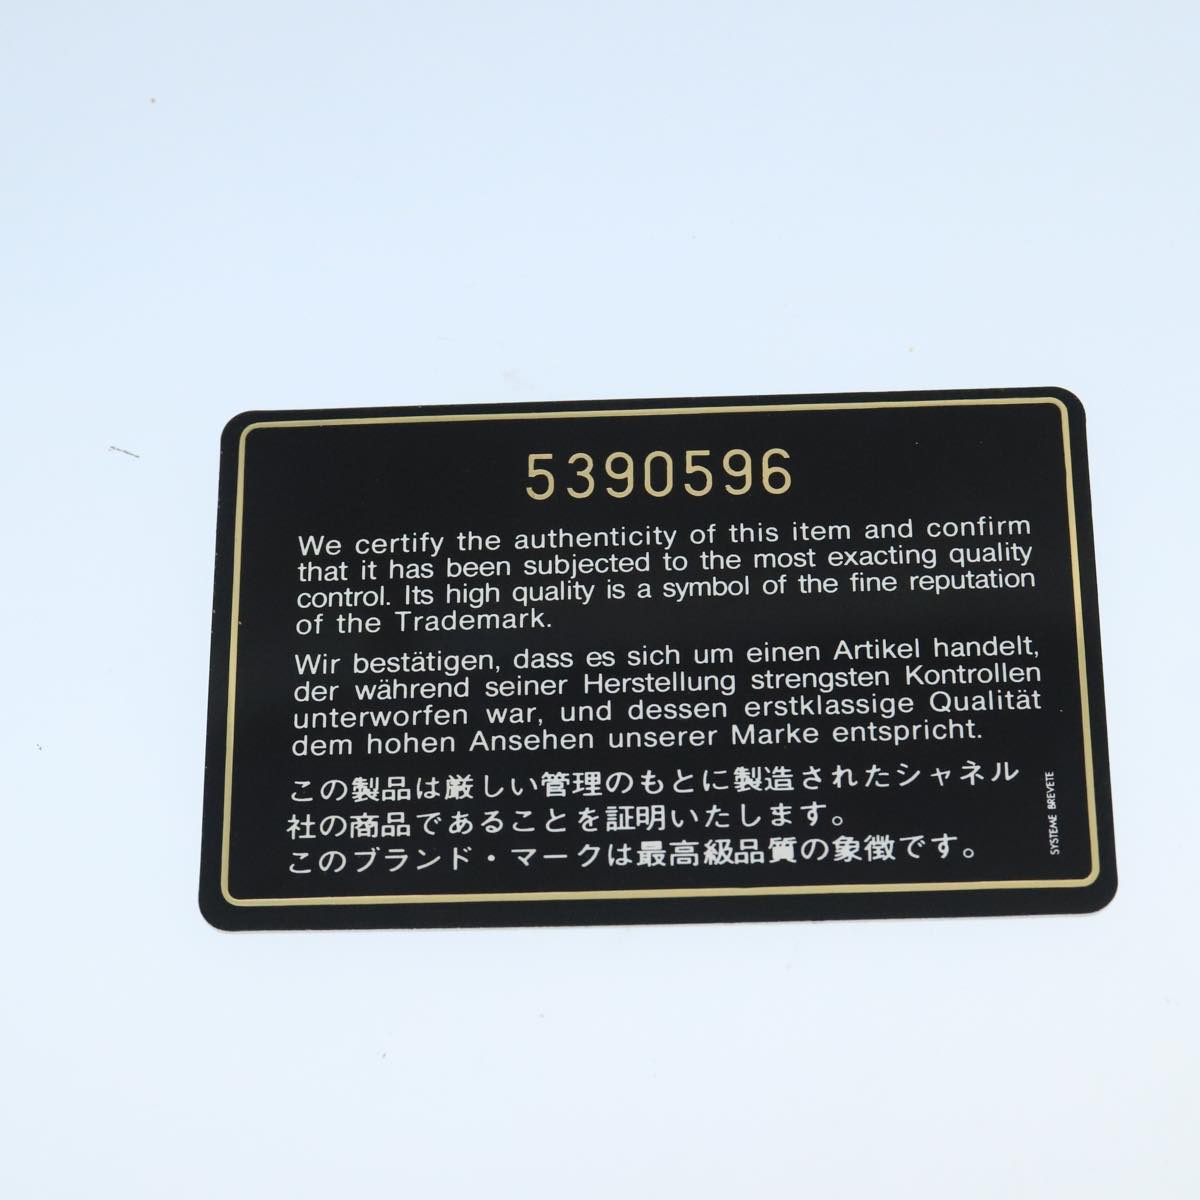 5390596
We certify the authenticity of this item and confirm
that it has been subjected to the most exacting quality
control. Its high quality is a symbol of the fine reputation
of the Trademark.
Wir bestätigen, dass es sich um einen Artikel handelt,
der während seiner Herstellung strengsten Kontrollen
unterworfen war, und dessen erstklassige Qualität
dem hohen Ansehen unserer Marke entspricht.
この製品は厳しい管理のもとに製造されたシャネル
社の商品であることを証明いたします。
このブランド・マークは最高級品質の象徴です。
SYSTEME BREVETE